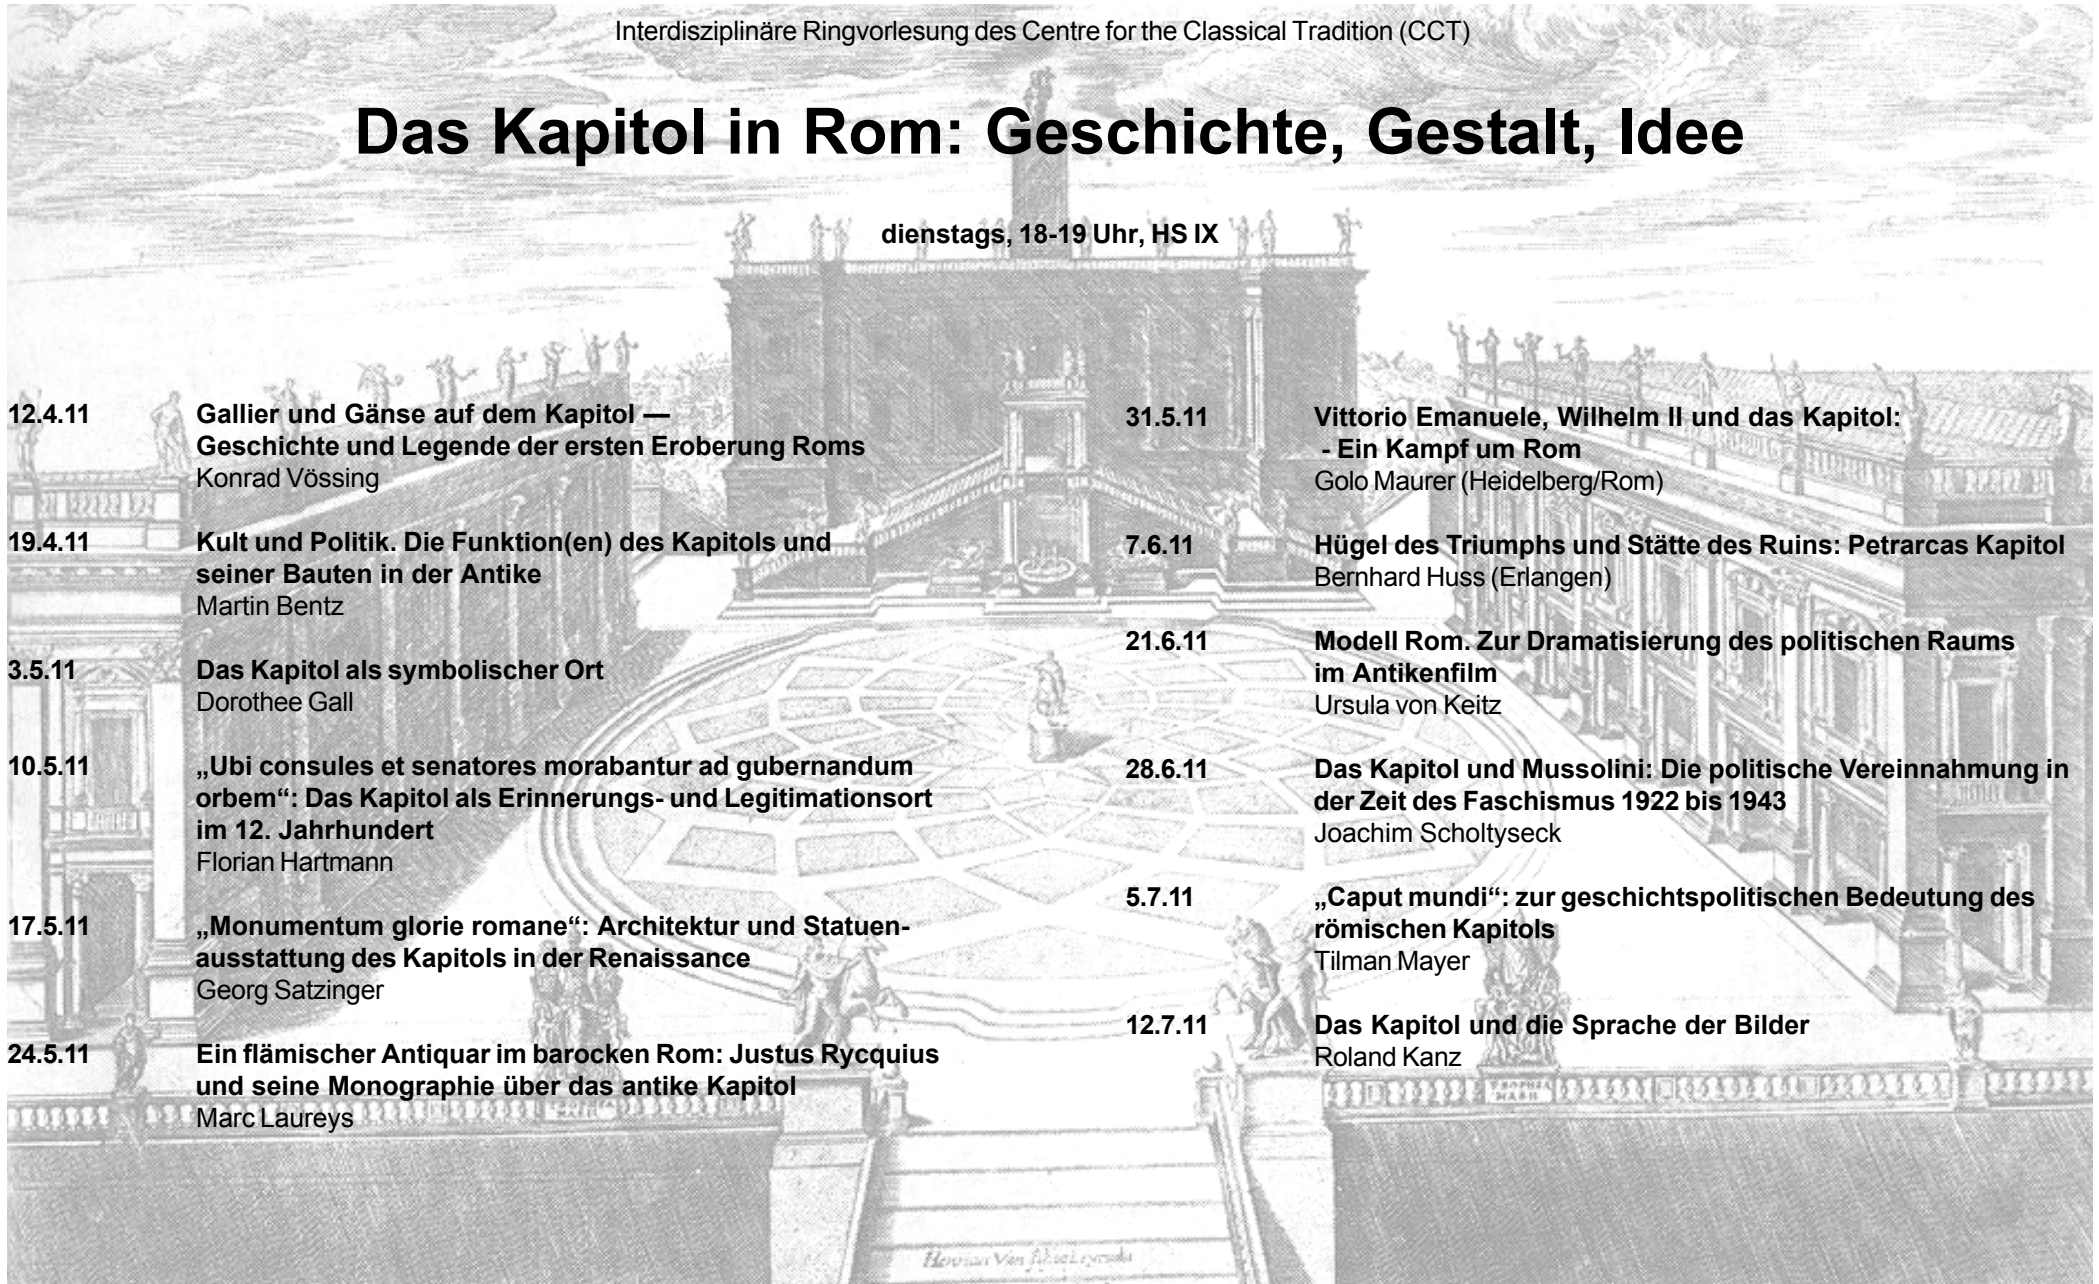 Interdisziplinäre Ringvorlesung des Centre for the Classical Tradition (CCT)
Das Kapitol in Rom: Geschichte, Gestalt, Idee
dienstags, 18-19 Uhr, HS IX
12.4.11
Gallier und Gänse auf dem Kapitol —
Geschichte und Legende der ersten Eroberung Roms
Konrad Vössing
19.4.11
Kult und Politik. Die Funktion(en) des Kapitols und
seiner Bauten in der Antike
Martin Bentz
3.5.11
Das Kapitol als symbolischer Ort
Dorothee Gall
10.5.11
„Ubi consules et senatores morabantur ad gubernandum
orbem“: Das Kapitol als Erinnerungs- und Legitimationsort
im 12. Jahrhundert
Florian Hartmann
17.5.11
„Monumentum glorie romane“: Architektur und Statuen-
ausstattung des Kapitols in der Renaissance
Georg Satzinger
24.5.11
Ein flämischer Antiquar im barocken Rom: Justus Rycquius
und seine Monographie über das antike Kapitol
Marc Laureys
31.5.11
Vittorio Emanuele, Wilhelm II und das Kapitol:
- Ein Kampf um Rom
Golo Maurer (Heidelberg/Rom)
7.6.11
Hügel des Triumphs und Stätte des Ruins: Petrarcas Kapitol
Bernhard Huss (Erlangen)
21.6.11
Modell Rom. Zur Dramatisierung des politischen Raums
im Antikenfilm
Ursula von Keitz
28.6.11
Das Kapitol und Mussolini: Die politische Vereinnahmung in
der Zeit des Faschismus 1922 bis 1943
Joachim Scholtyseck
5.7.11
„Caput mundi“: zur geschichtspolitischen Bedeutung des
römischen Kapitols
Tilman Mayer
12.7.11
Das Kapitol und die Sprache der Bilder
Roland Kanz